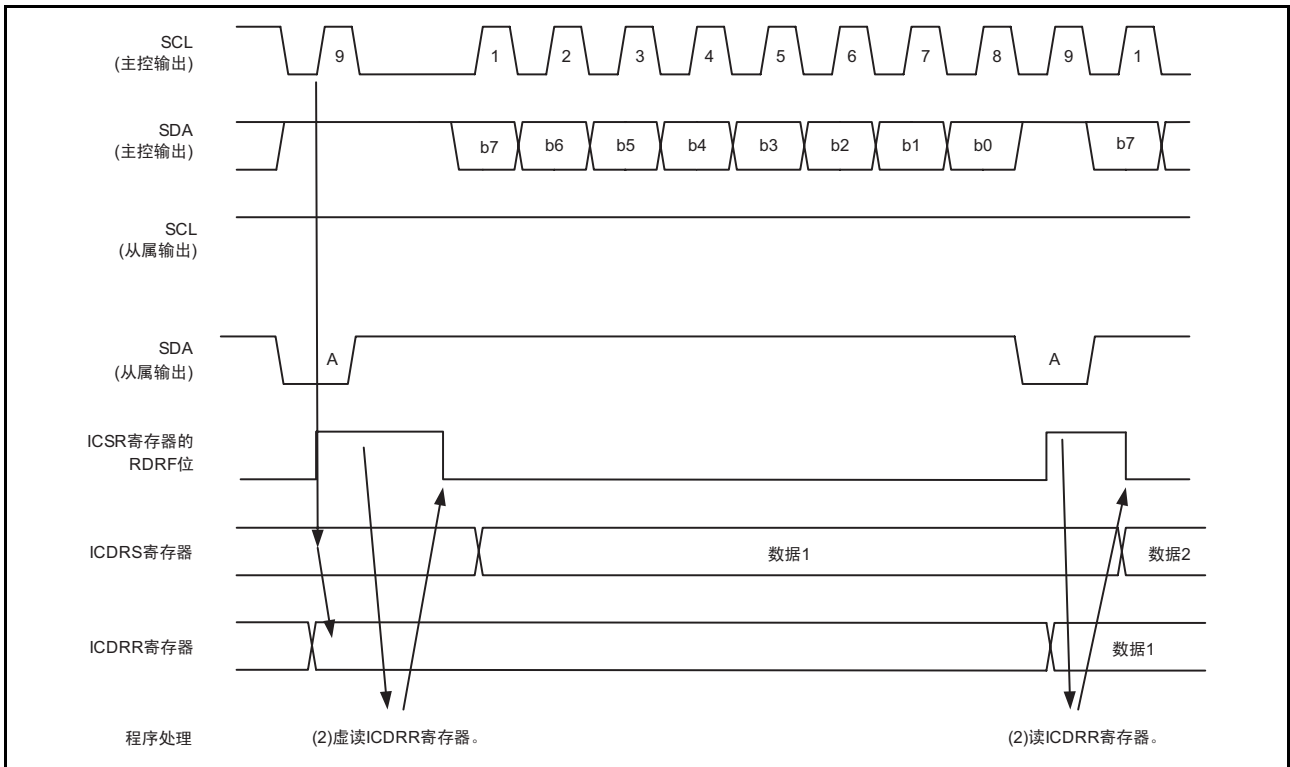 SCL
(主控输出)
9 1 2 3 4 5 6 7 8 9 1
SDA
(主控输出)
b7 b6 b5 b4 b3 b2 b1 b0 b7
SCL
(从属输出)
SDA
(从属输出)
A A
ICSR寄存器的
RDRF位
ICDRS寄存器
数据1 数据2
ICDRR寄存器
数据1
程序处理
(2)虚读ICDRR寄存器。 (2)读ICDRR寄存器。